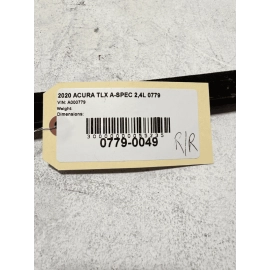 2020 ACURA TLX A-SPEC 2,4L 0779
VIN: A000779
Weight:
Dimensions:
0779-0049
R/R